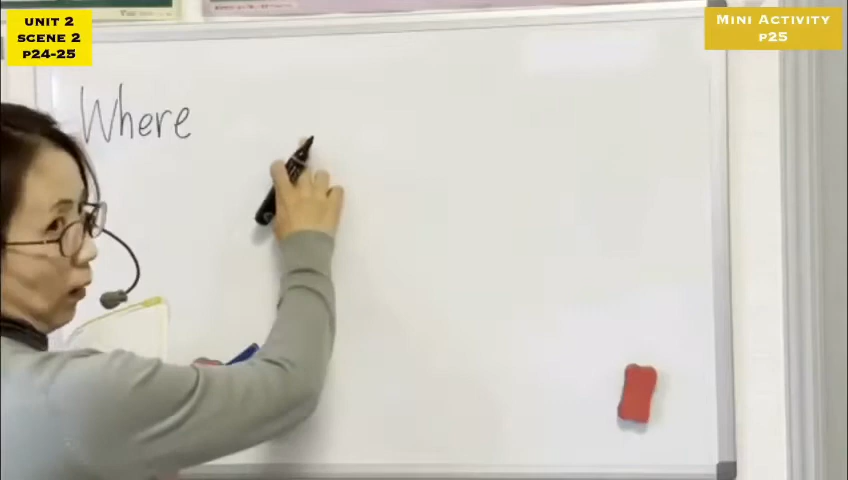 UNIT 2
SCENE 2
P24-25
MINI ACTIVITY
P25
Where